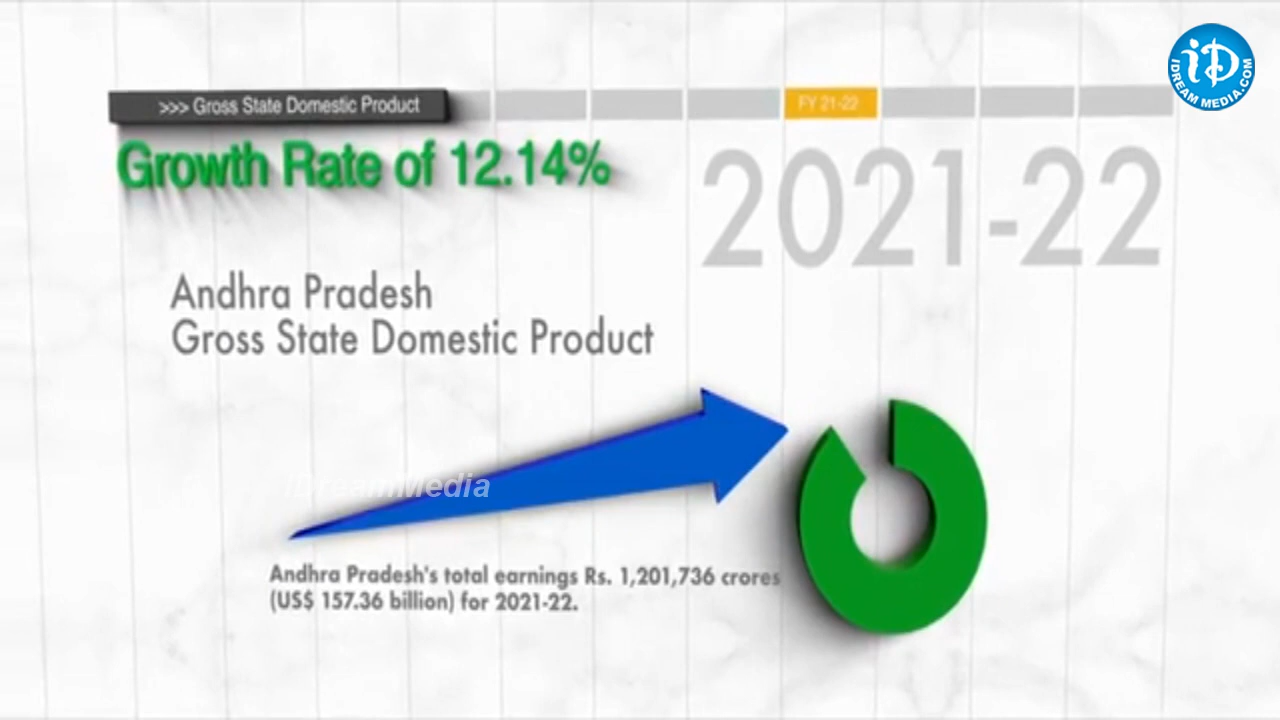 iD
IDREAM MEDIA.COM
>>> Gross State Domestic Product
FY 21-22
Growth Rate of 12.14%
2021-22
Andhra Pradesh
Gross State Domestic Product
iDreamMedia
Andhra Pradesh's total earnings Rs. 1,201,736 crores
(US$ 157.36 billion) for 2021-22.